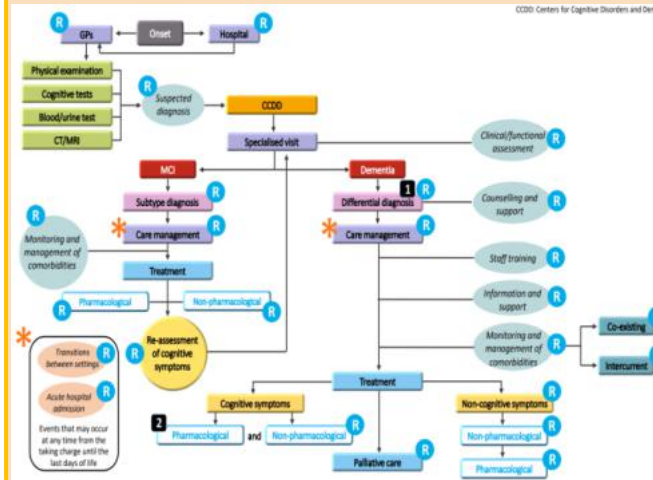 CCDD: Centers for Cognitive Disorders and Dem
R
R
GPs
Onset
Hospital
Physical examination
Cognitive tests
Blood/urine test
CT/MRI
R
Suspected
diagnosis
CCDD
Specialised visit
Clinical/functional
assessment
R
MCI
Dementia
1
R
R
Subtype diagnosis
Differential diagnosis
Counselling and
support
R
*
Care management
R
*
Care management
R
R
Monitoring and
management of
comorbidities
Staff training
R
Treatment
R
Pharmacological
Non-pharmacological
R
Information and
support
R
*
Transitions
between settings
R
Acute hospital
admission
R
Events that may occur
at any time from the
taking charge until the
last days of life
R
Re-assessment
of cognitive
symptoms
Monitoring and
management of
comorbidities
R
Co-existing
Intercurrent
Treatment
Cognitive symptoms
Non-cognitive symptoms
R
2
Pharmacological
and
Non-pharmacological
R
Non-pharmacological
R
Pharmacological
R
Palliative care
R